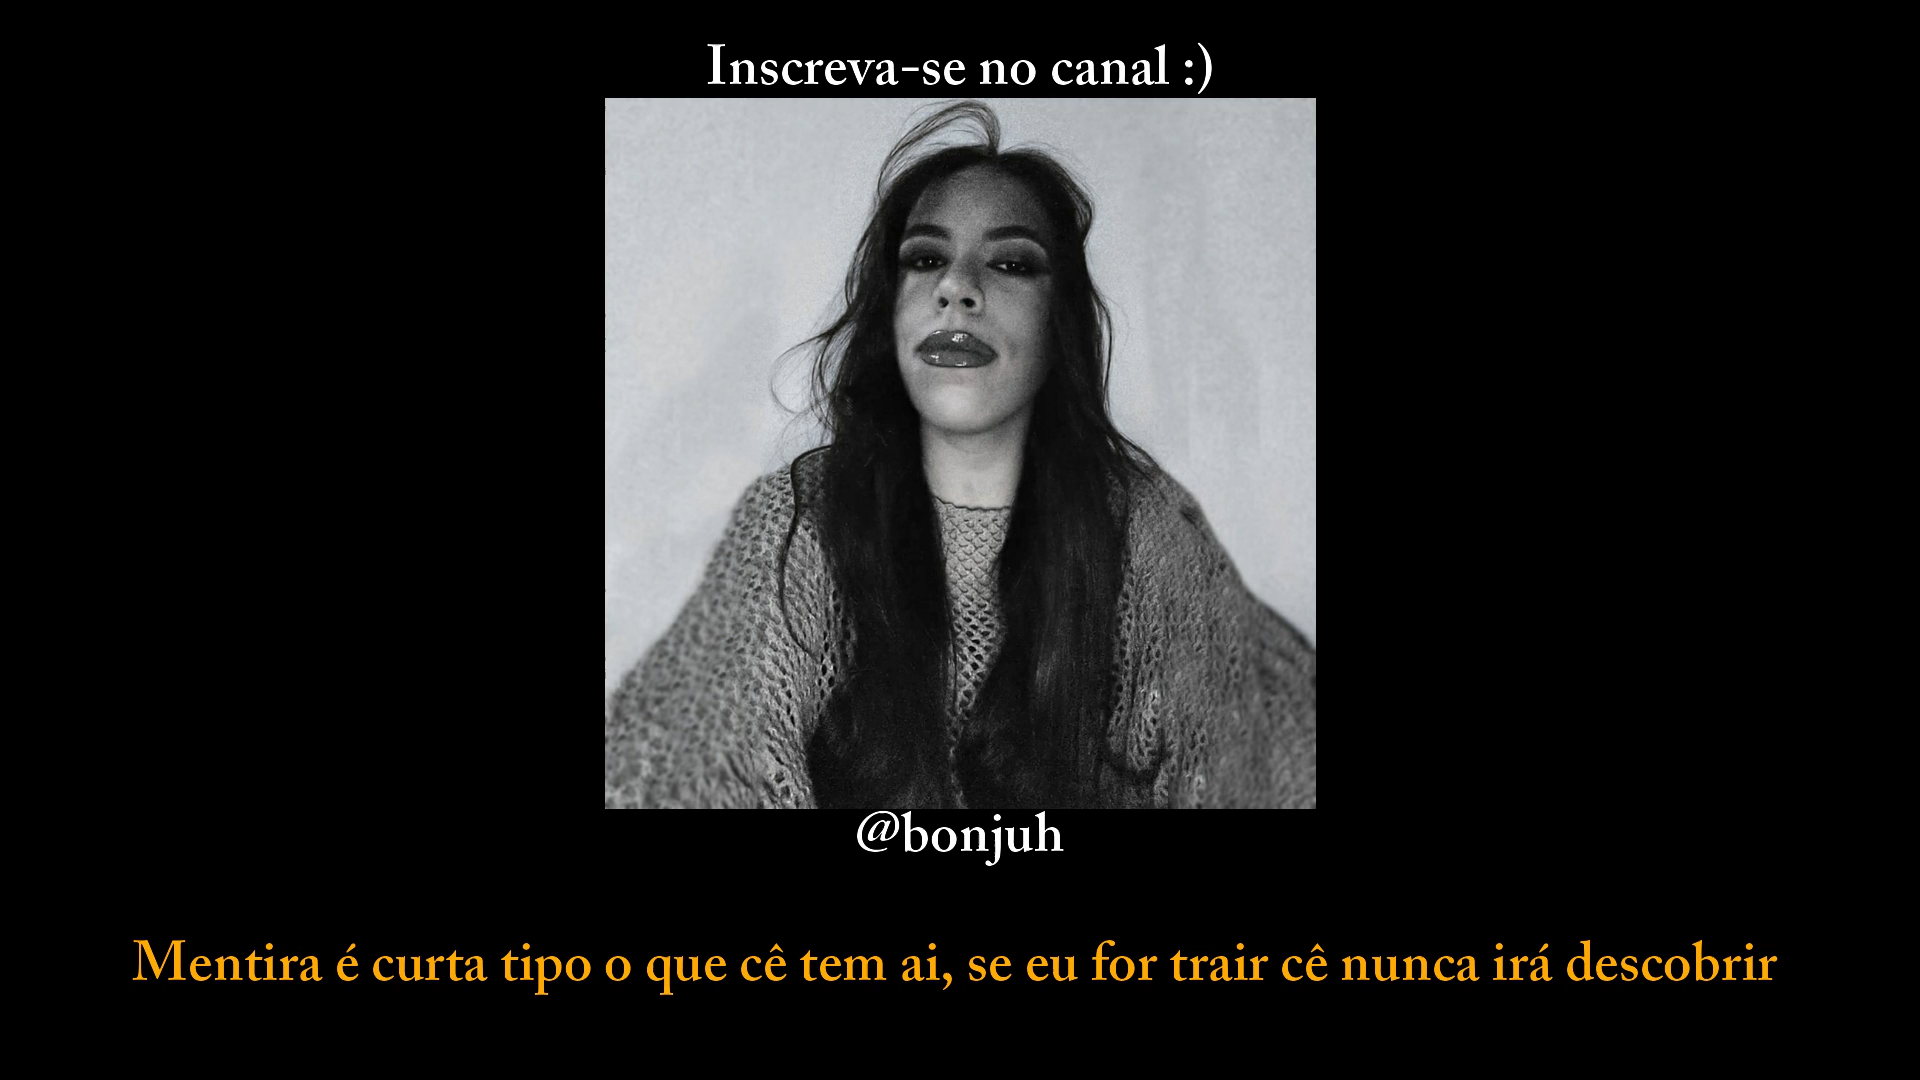 Inscreva-se no canal :)
@bonjuh
Mentira é curta tipo o que cê tem ai, se eu for trair cê nunca irá descobrir